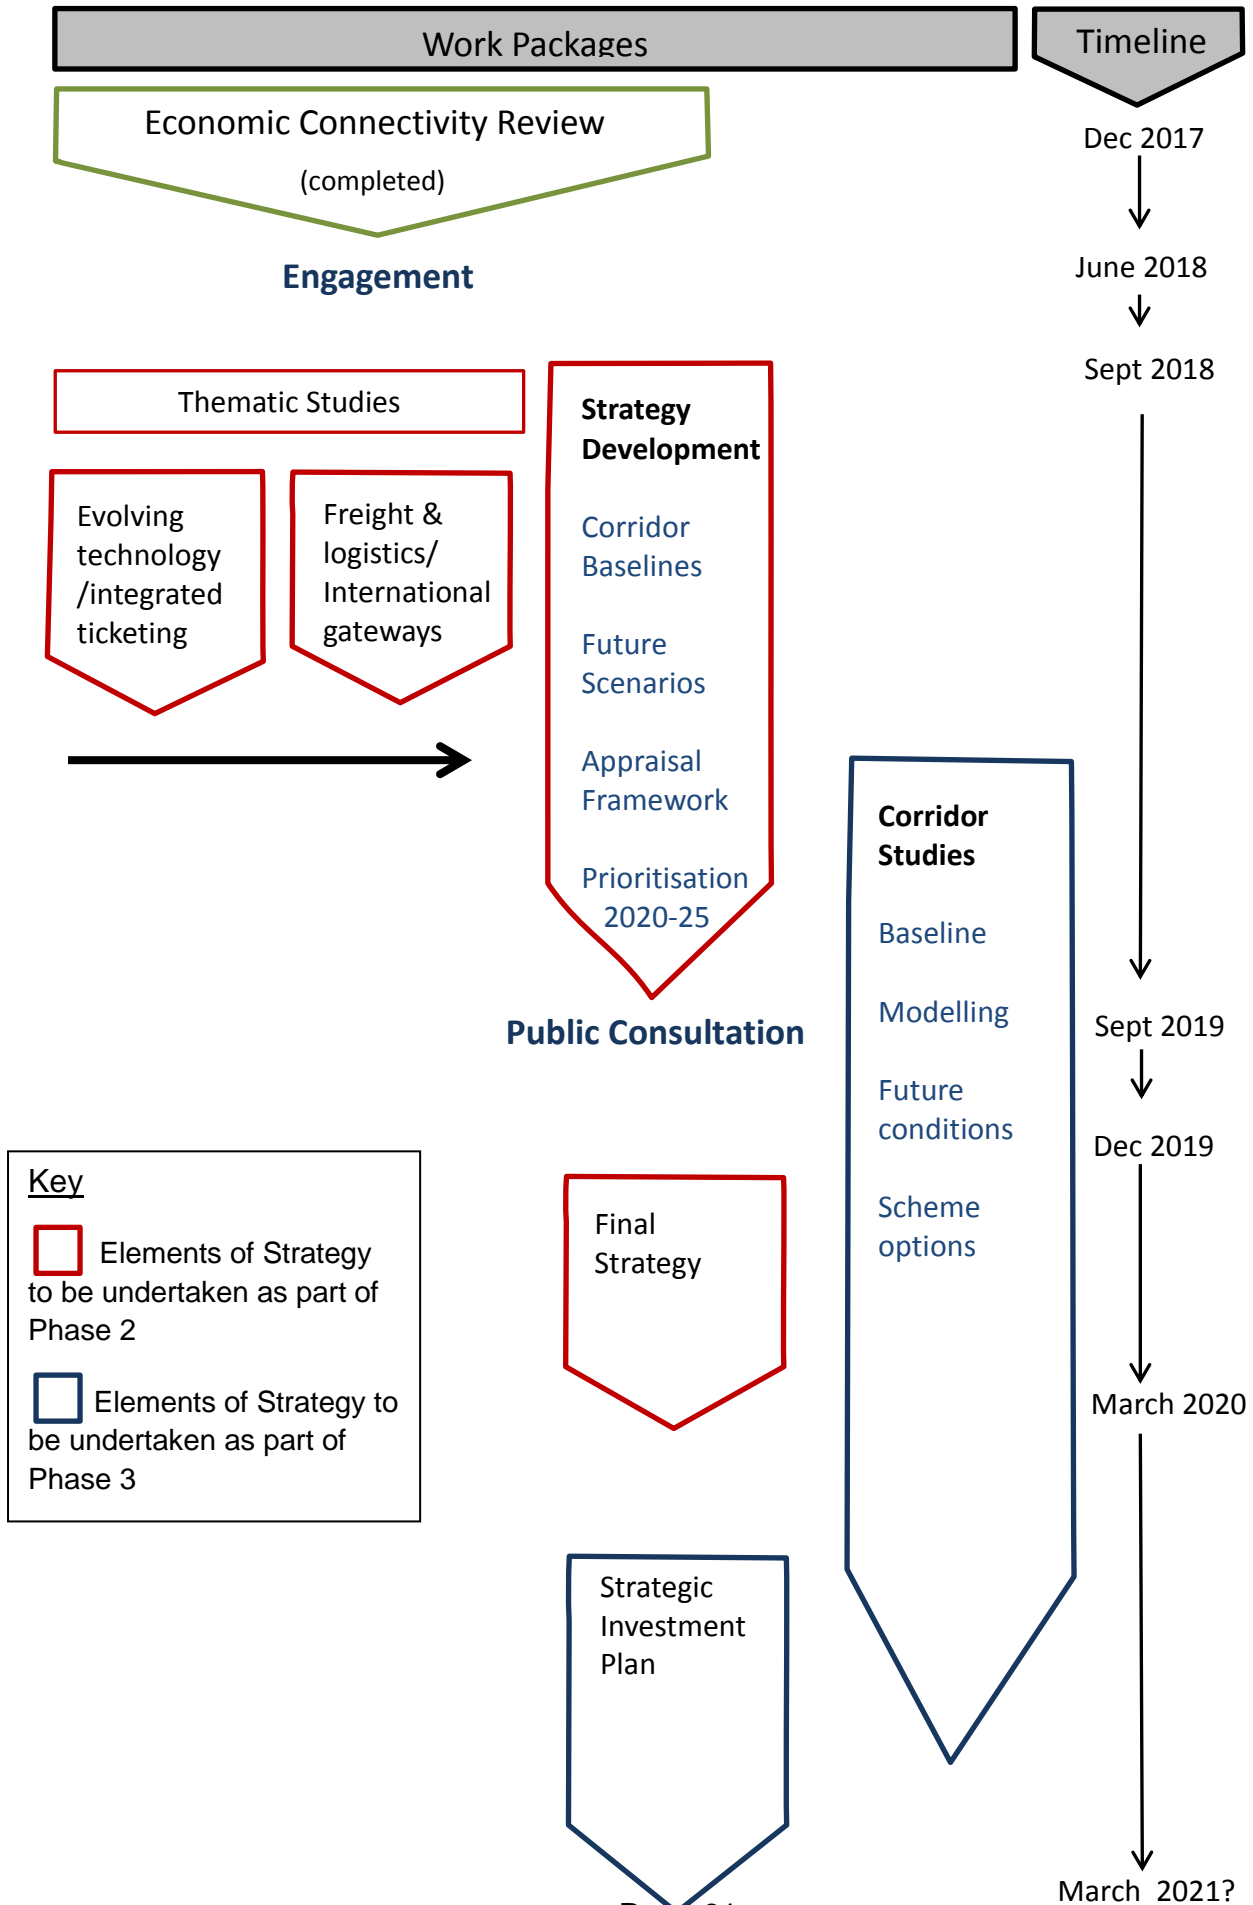 Work Packages
Timeline
Economic Connectivity Review
(completed)
Engagement
Dec 2017
June 2018
Sept 2018
Thematic Studies
Evolving
technology
/integrated
ticketing
Freight &
logistics/
International
gateways
Strategy
Development
Corridor
Baselines
Future
Scenarios
Appraisal
Framework
Prioritisation
2020-25
Public Consultation
Corridor
Studies
Baseline
Modelling
Future
conditions
Scheme
options
Sept 2019
Dec 2019
March 2020
Key
Elements of Strategy
to be undertaken as part of
Phase 2
Elements of Strategy to
be undertaken as part of
Phase 3
Final
Strategy
Strategic
Investment
Plan
March 2021?